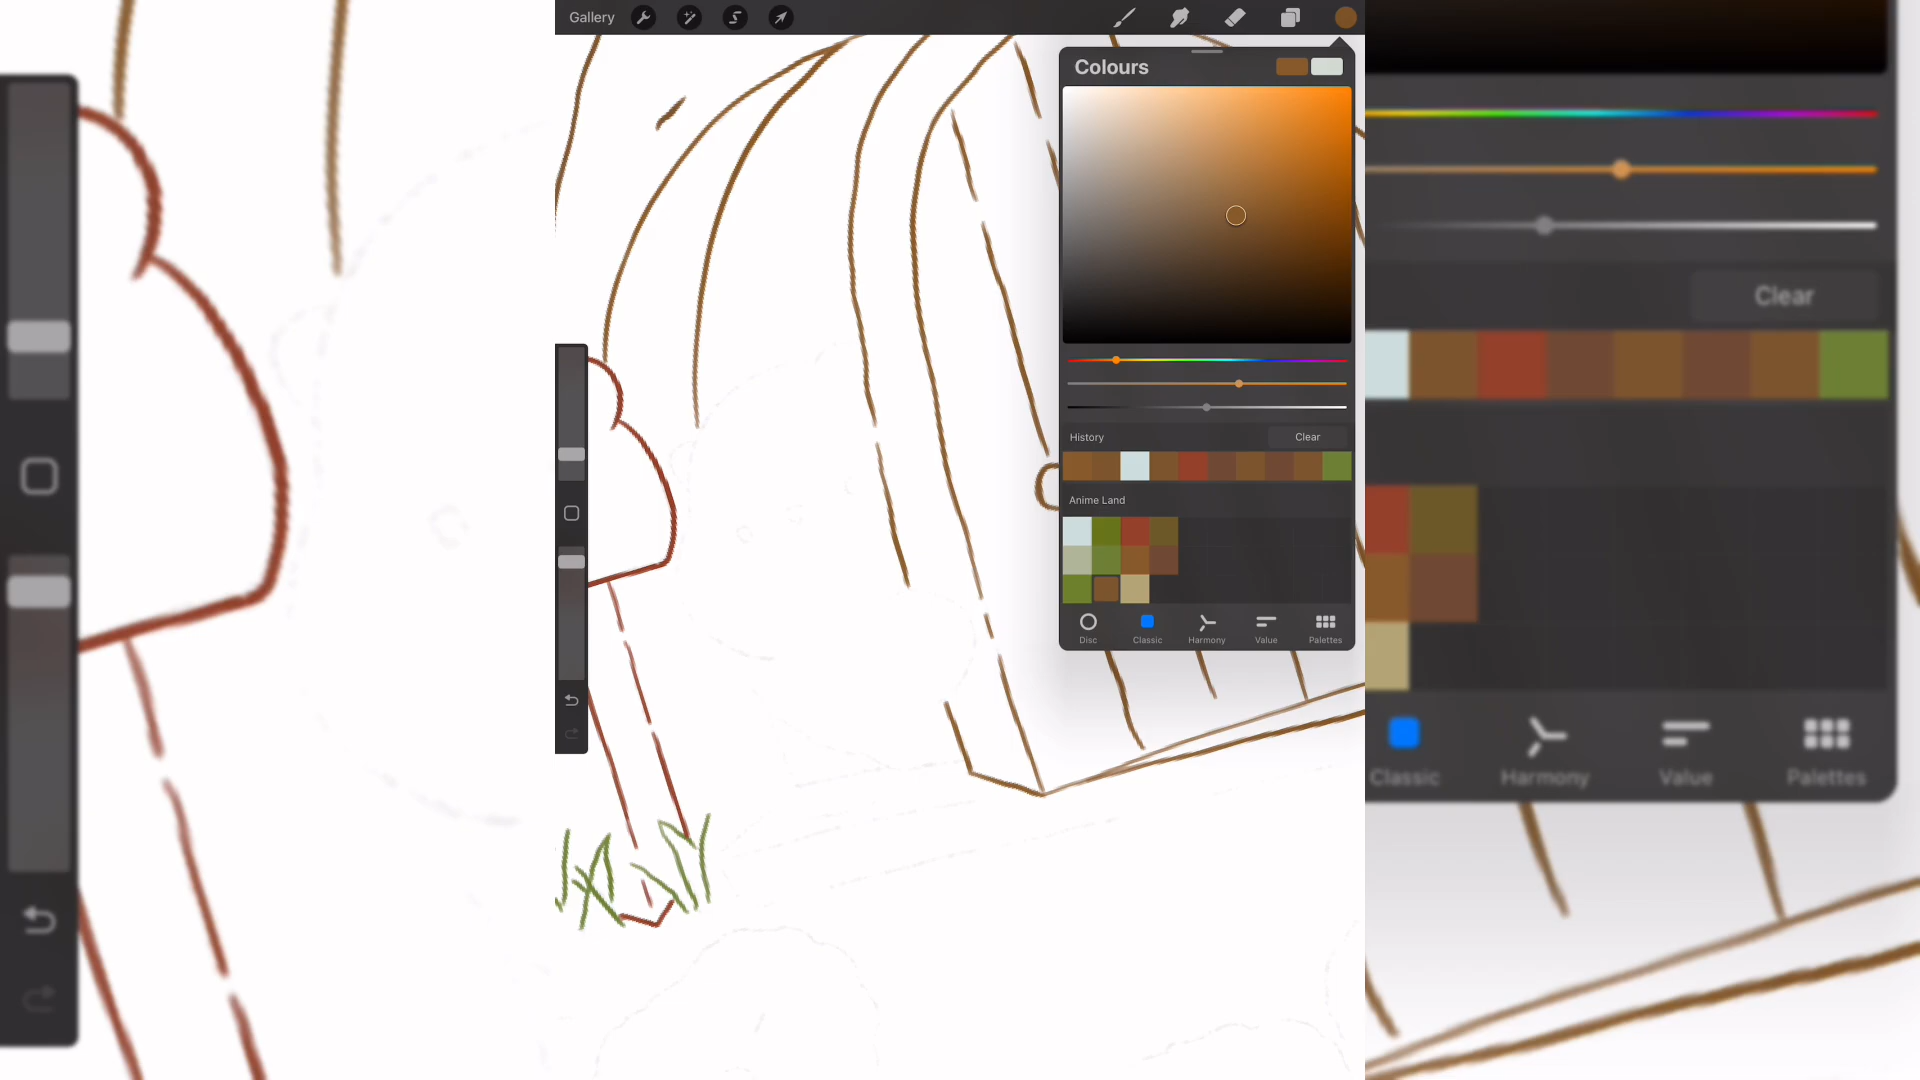 Gallery
Colours
History
Clear
Anime Land
Disc
Classic
Harmony
Value
Palettes
Clear
Classic
Harmony
Value
Palettes